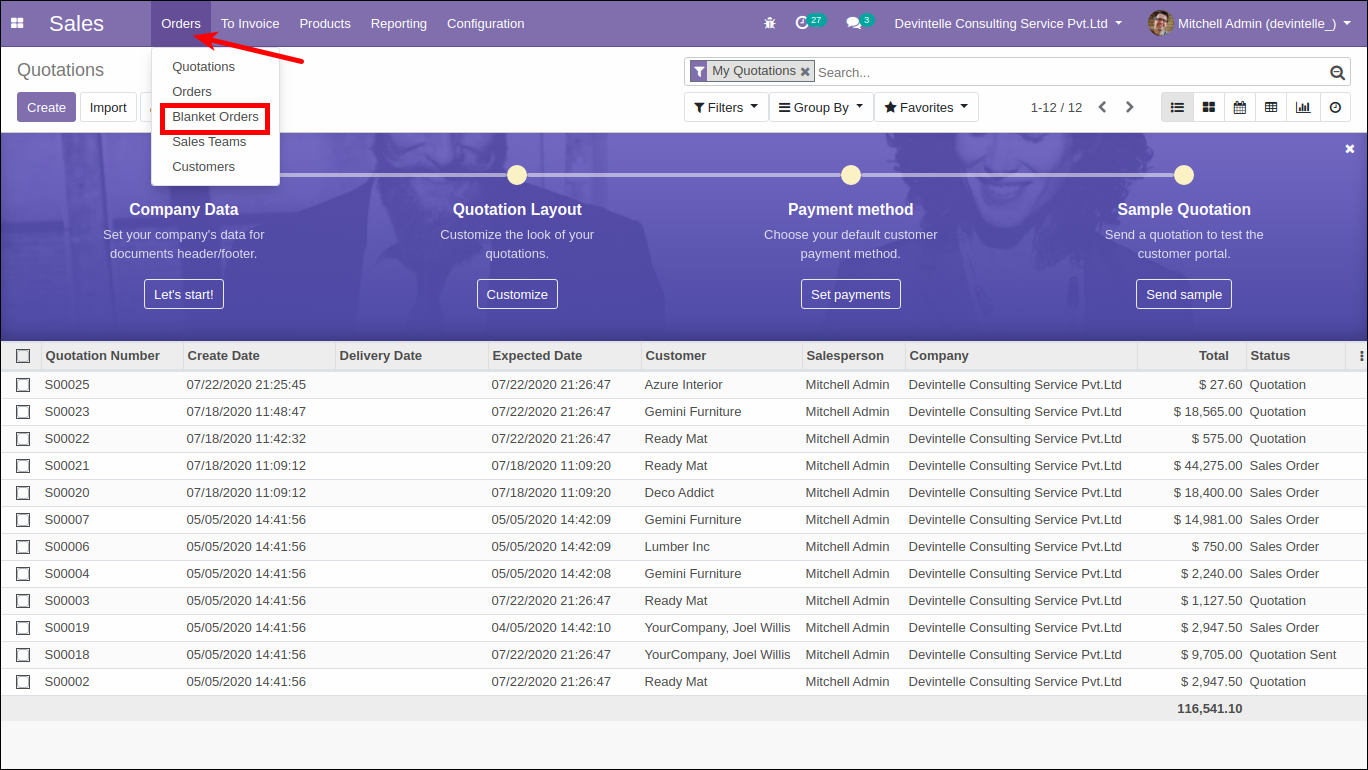 Sales Orders To Invoice Products Reporting Configuration 27 3 Devintelle Consulting Service Pvt.Ltd Mitchell Admin (devintelle_)
Quotations
My Quotations Search...
Create Import
Filters Group By Favorites 1-12 / 12
Quotations
Orders
Blanket Orders
Sales Teams
Customers
Company Data
Set your company's data for
documents header/footer.
Let's start!
Quotation Layout
Customize the look of your
quotations.
Customize
Payment method
Choose your default customer
payment method.
Set payments
Sample Quotation
Send a quotation to test the
customer portal.
Send sample
Quotation Number Create Date Delivery Date Expected Date Customer Salesperson Company Total Status
S00025 07/22/2020 21:25:45 07/22/2020 21:26:47 Azure Interior Mitchell Admin Devintelle Consulting Service Pvt.Ltd $ 27.60 Quotation
S00023 07/18/2020 11:48:47 07/22/2020 21:26:47 Gemini Furniture Mitchell Admin Devintelle Consulting Service Pvt.Ltd $ 18,565.00 Quotation
S00022 07/18/2020 11:42:32 07/22/2020 21:26:47 Ready Mat Mitchell Admin Devintelle Consulting Service Pvt.Ltd $ 575.00 Quotation
S00021 07/18/2020 11:09:12 07/18/2020 11:09:20 Ready Mat Mitchell Admin Devintelle Consulting Service Pvt.Ltd $ 44,275.00 Sales Order
S00020 07/18/2020 11:09:12 07/18/2020 11:09:20 Deco Addict Mitchell Admin Devintelle Consulting Service Pvt.Ltd $ 18,400.00 Sales Order
S00007 05/05/2020 14:41:56 05/05/2020 14:42:09 Gemini Furniture Mitchell Admin Devintelle Consulting Service Pvt.Ltd $ 14,981.00 Sales Order
S00006 05/05/2020 14:41:56 05/05/2020 14:42:09 Lumber Inc Mitchell Admin Devintelle Consulting Service Pvt.Ltd $ 750.00 Sales Order
S00004 05/05/2020 14:41:56 05/05/2020 14:42:08 Gemini Furniture Mitchell Admin Devintelle Consulting Service Pvt.Ltd $ 2,240.00 Sales Order
S00003 05/05/2020 14:41:56 07/22/2020 21:26:47 Ready Mat Mitchell Admin Devintelle Consulting Service Pvt.Ltd $ 1,127.50 Quotation
S00019 05/05/2020 14:41:56 04/05/2020 14:42:10 YourCompany, Joel Willis Mitchell Admin Devintelle Consulting Service Pvt.Ltd $ 2,947.50 Sales Order
S00018 05/05/2020 14:41:56 07/22/2020 21:26:47 YourCompany, Joel Willis Mitchell Admin Devintelle Consulting Service Pvt.Ltd $ 9,705.00 Quotation Sent
S00002 05/05/2020 14:41:56 07/22/2020 21:26:47 Ready Mat Mitchell Admin Devintelle Consulting Service Pvt.Ltd $ 2,947.50 Quotation
116,541.10